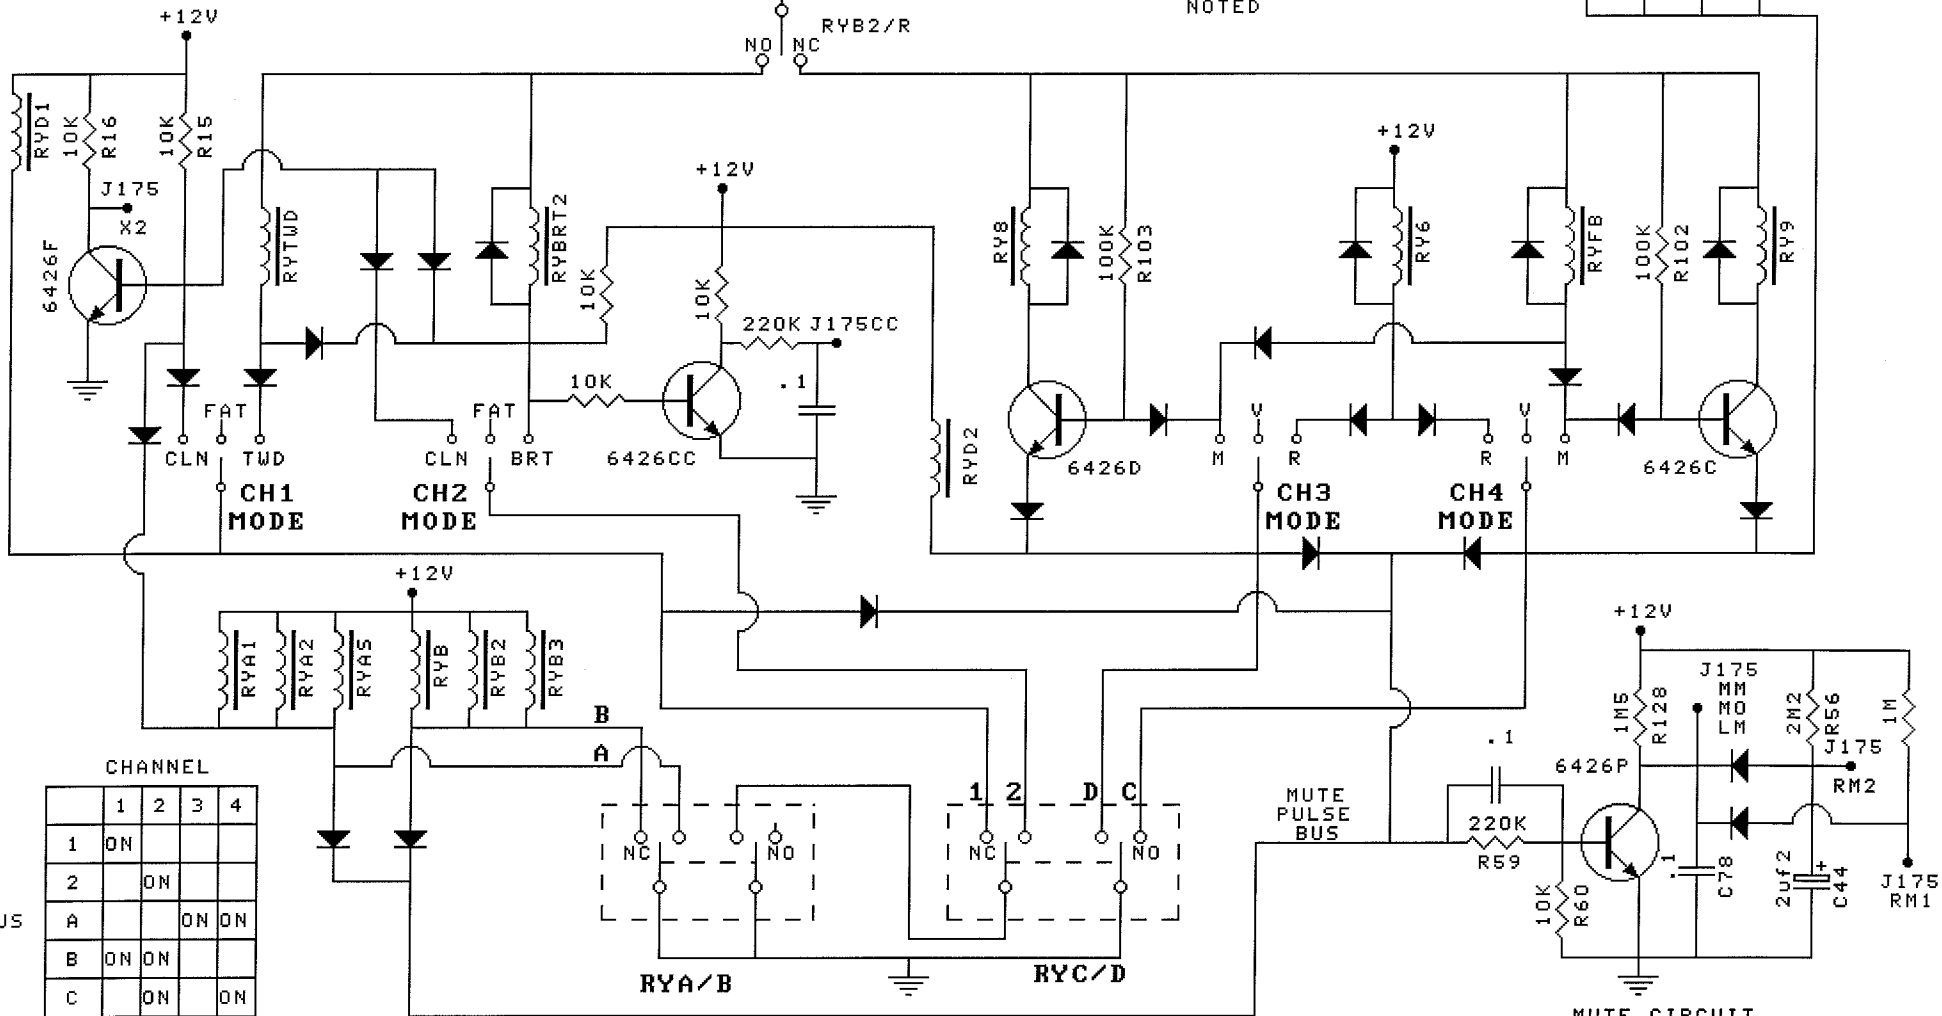 +12V
RYB2/R
NO NC
NOTED
RYD1
10K
R16
10K
R15
J175
X2
6426F
RYTWD
RYBRT2
10K
+12V
10K
220K J175CC
.1
10K
6426CC
RYD2
RY8
100K
R103
+12V
RY6
RYFB
100K
R102
RY9
6426D
6426C
FAT
CLN TWD
CH1
MODE
FAT
CLN BRT
CH2
MODE
V
M R
CH3
MODE
V
R M
CH4
MODE
+12V
RYA1
RYA2
RYAS
RYB
RYB2
RYB3
B
A
+12V
1M5
R128
J175
MM
MO
LM
2M2
R56
1M
J175
RM2
.1
6426P
MUTE
PULSE
BUS
220K
R59
10K
R60
.1
C78
2uf2
+
C44
J175
RM1
NC NO
RYA/B
1 2 D C
NC NO
RYC/D
CHANNEL
1 2 3 4
1 ON
2 ON
A ON ON
B ON ON
C ON ON
US
MUTE CIRCUIT